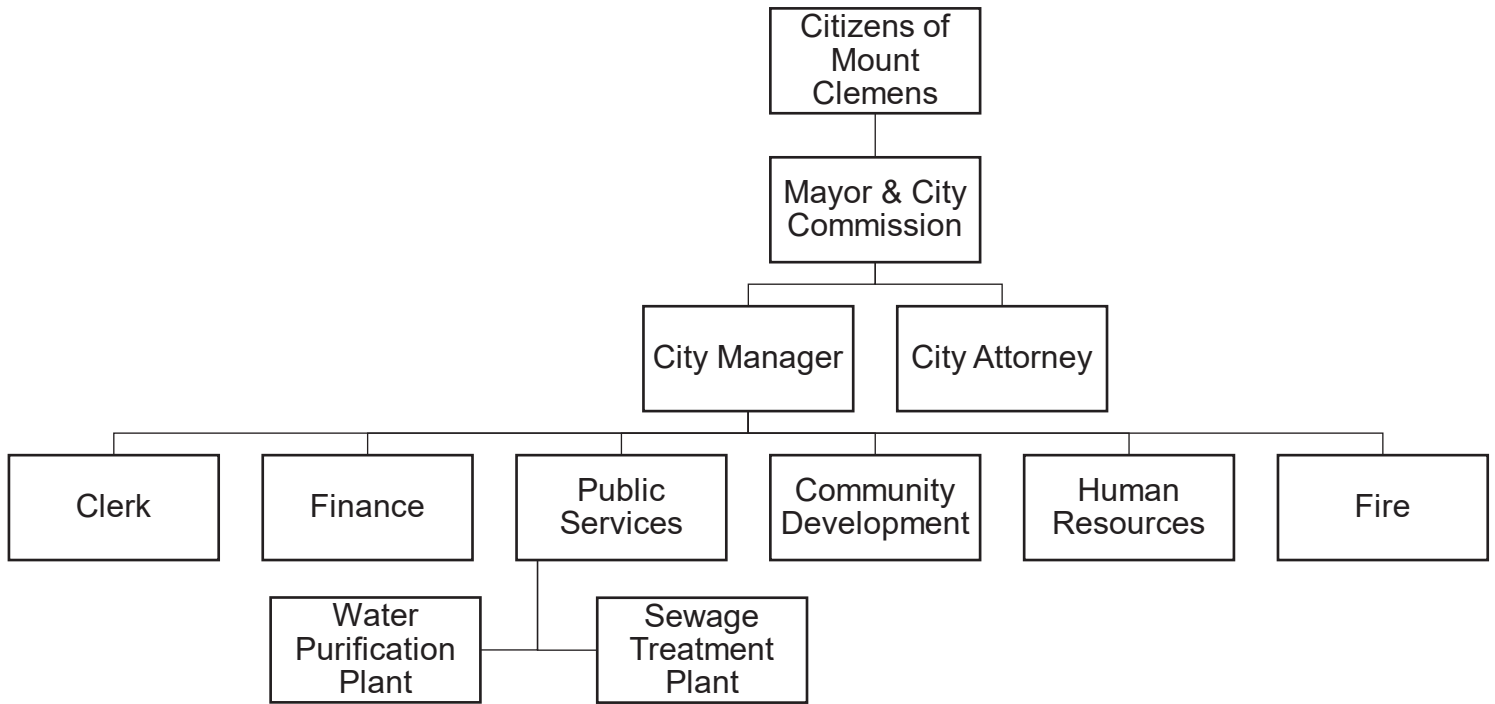 Citizens of
Mount
Clemens
Mayor & City
Commission
City Manager
City Attorney
Clerk
Finance
Public
Services
Community
Development
Human
Resources
Fire
Water
Purification
Plant
Sewage
Treatment
Plant